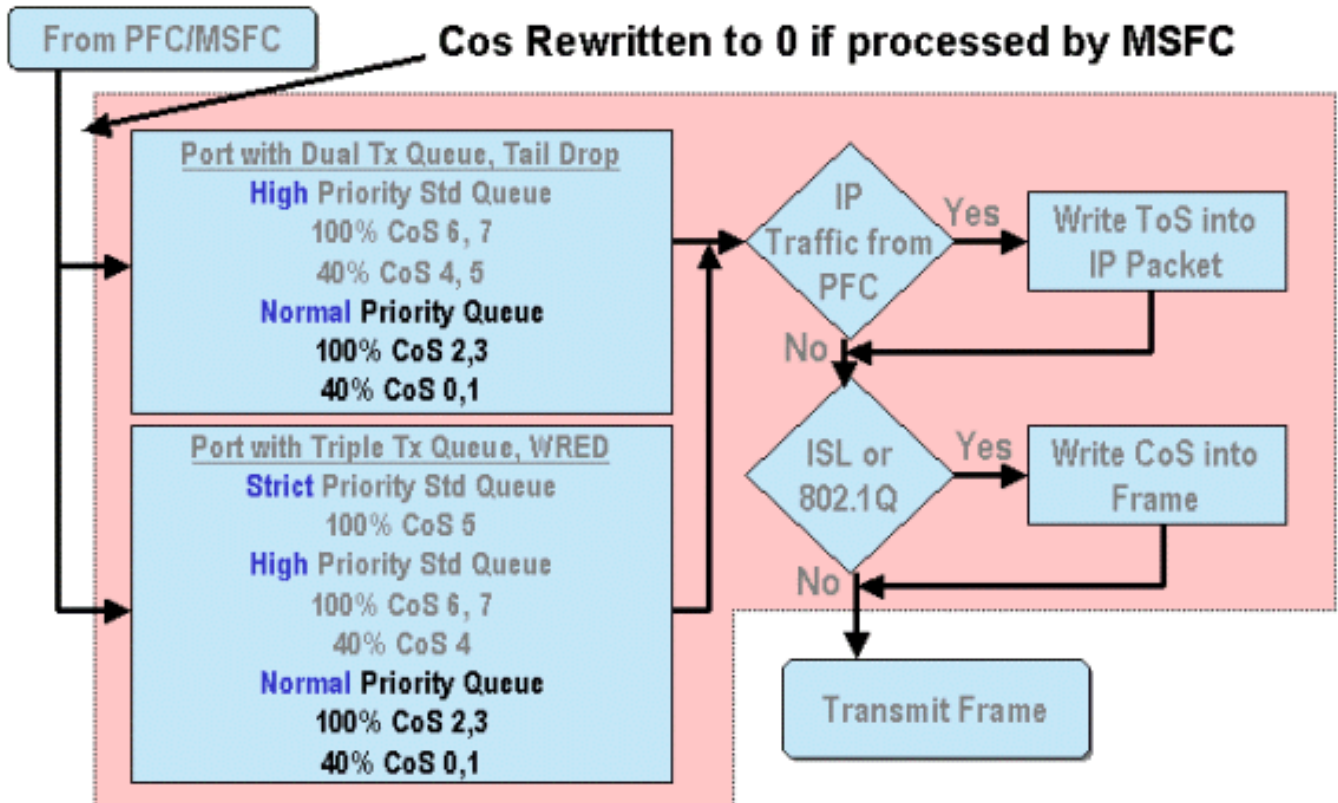 From PFC/MSFC
Cos Rewritten to 0 if processed by MSFC
Port with Dual Tx Queue, Tail Drop
High Priority Std Queue
100% CoS 6, 7
40% CoS 4, 5
Normal Priority Queue
100% CoS 2,3
40% CoS 0,1
Port with Triple Tx Queue, WRED
Strict Priority Std Queue
100% CoS 5
High Priority Std Queue
100% CoS 6, 7
40% CoS 4
Normal Priority Queue
100% CoS 2,3
40% CoS 0,1
IP
Traffic from
PFC
Yes
Write ToS into
IP Packet
No
ISL or
802.1Q
Yes
Write CoS into
Frame
No
Transmit Frame